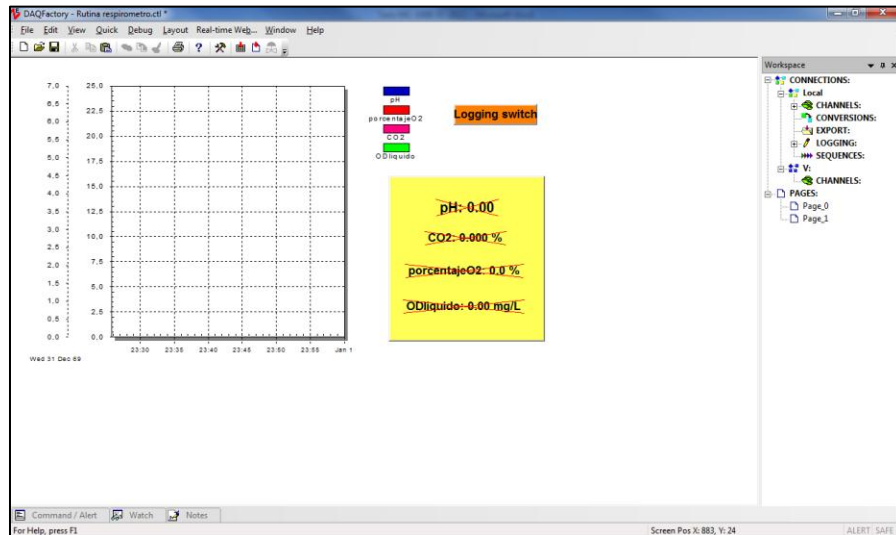 DAQFactory - Rutina respirometro.ctl *
File Edit View Quick Debug Layout Real-time Web... Window Help
7,0 25,0
6,5
6,0 22,5
5,5 20,0
5,0 17,5
4,5
4,0 15,0
3,5 12,5
3,0
2,5 10,0
2,0 7,5
1,5
1,0 5,0
0,5 2,5
0,0 0,0
23:30 23:35 23:40 23:45 23:50 23:55 Jan 1
Wed 31 Dec 69
pH
porcentajeO2
CO2
ODliquido
Logging switch
pH: 0.00
CO2: 0.000 %
porcentajeO2: 0.0 %
ODliquido: 0.00 mg/L
Workspace
CONNECTIONS:
Local
CHANNELS:
CONVERSIONS:
EXPORT:
LOGGING:
SEQUENCES:
V:
CHANNELS:
PAGES:
Page_0
Page_1
Command / Alert Watch Notes
For Help, press F1 Screen Pos X: 883, Y: 24 ALERT SAFE